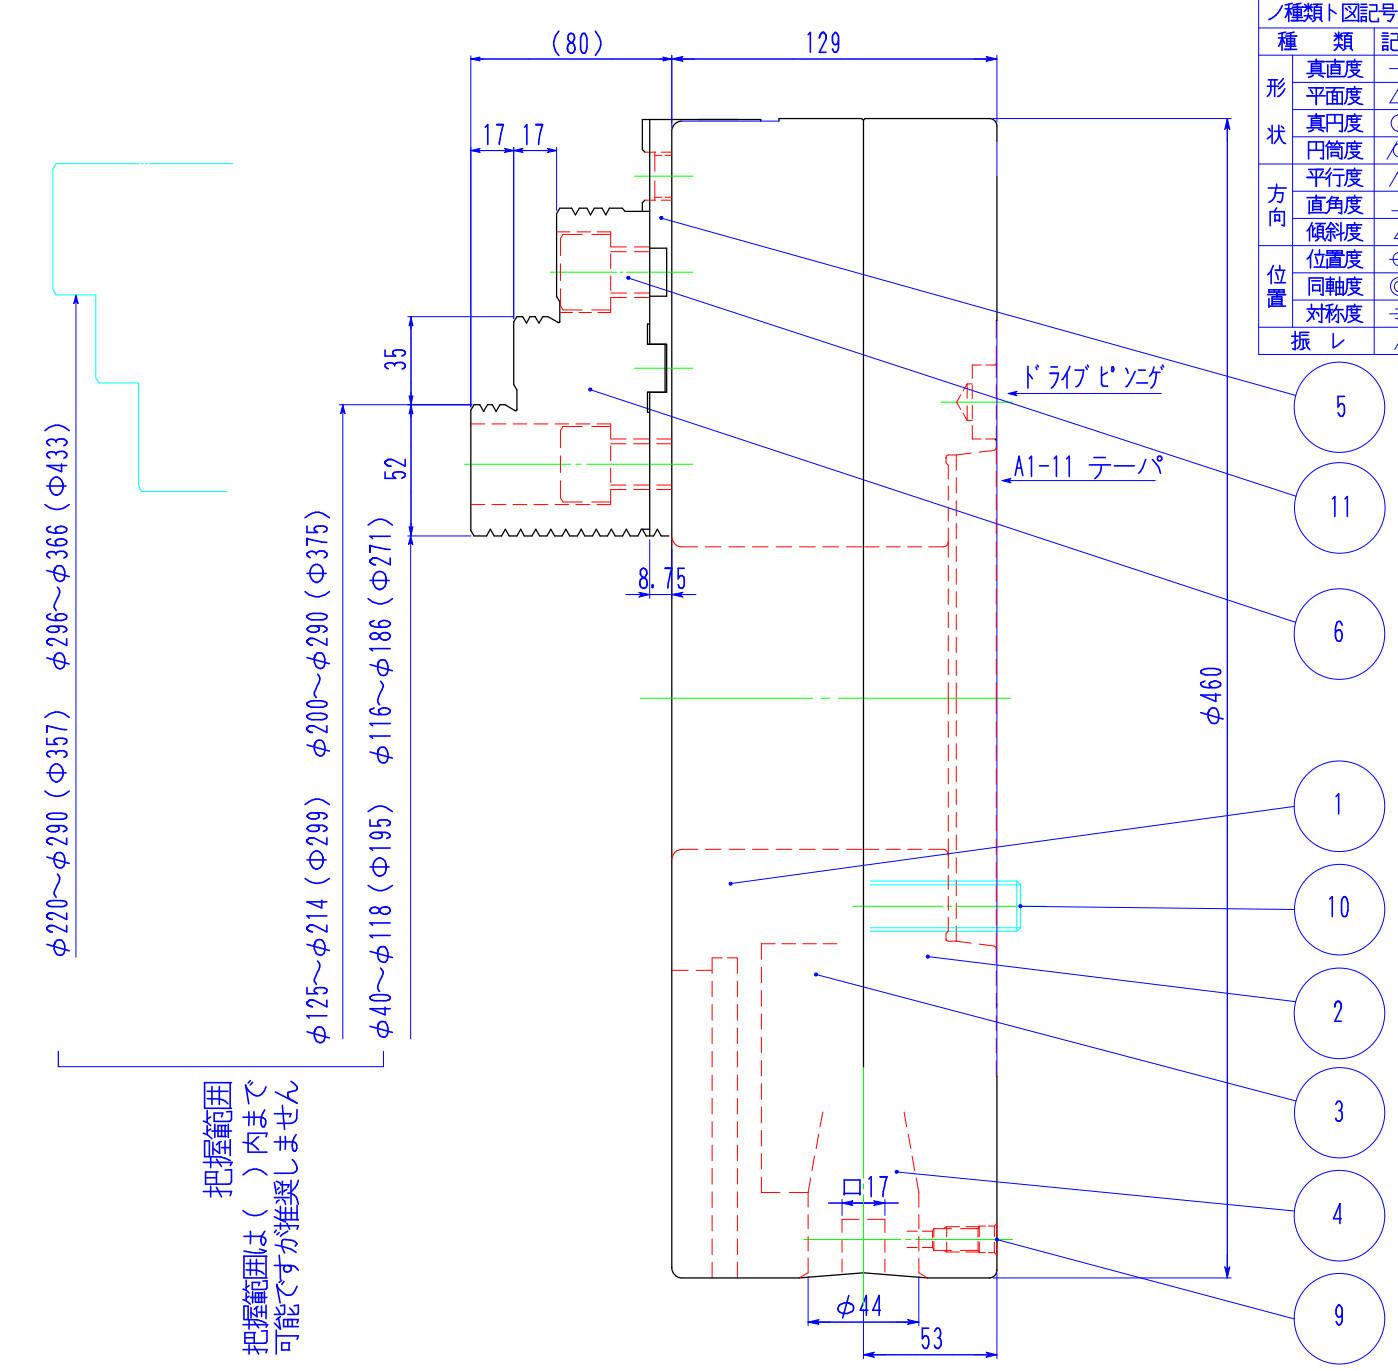 ノ種類ト図記号
種 類
形状
真直度
平面度
真円度
円筒度
方向
平行度
直角度
傾斜度
位置
位置度
同軸度
対称度
振 レ
(80)
129
17
17
35
52
8.75
ドライブピンニゲ
A1-11 テーパ
φ460
φ220～φ290(Φ357) φ296～φ366(Φ433)
φ125～φ214(Φ299) φ200～φ290(Φ375)
φ40～φ118(Φ195) φ116～φ186(Φ271)
把握範囲
把握範囲は( )内まで
可能ですが推奨しません
5
11
6
1
10
2
3
4
9
口17
φ44
53